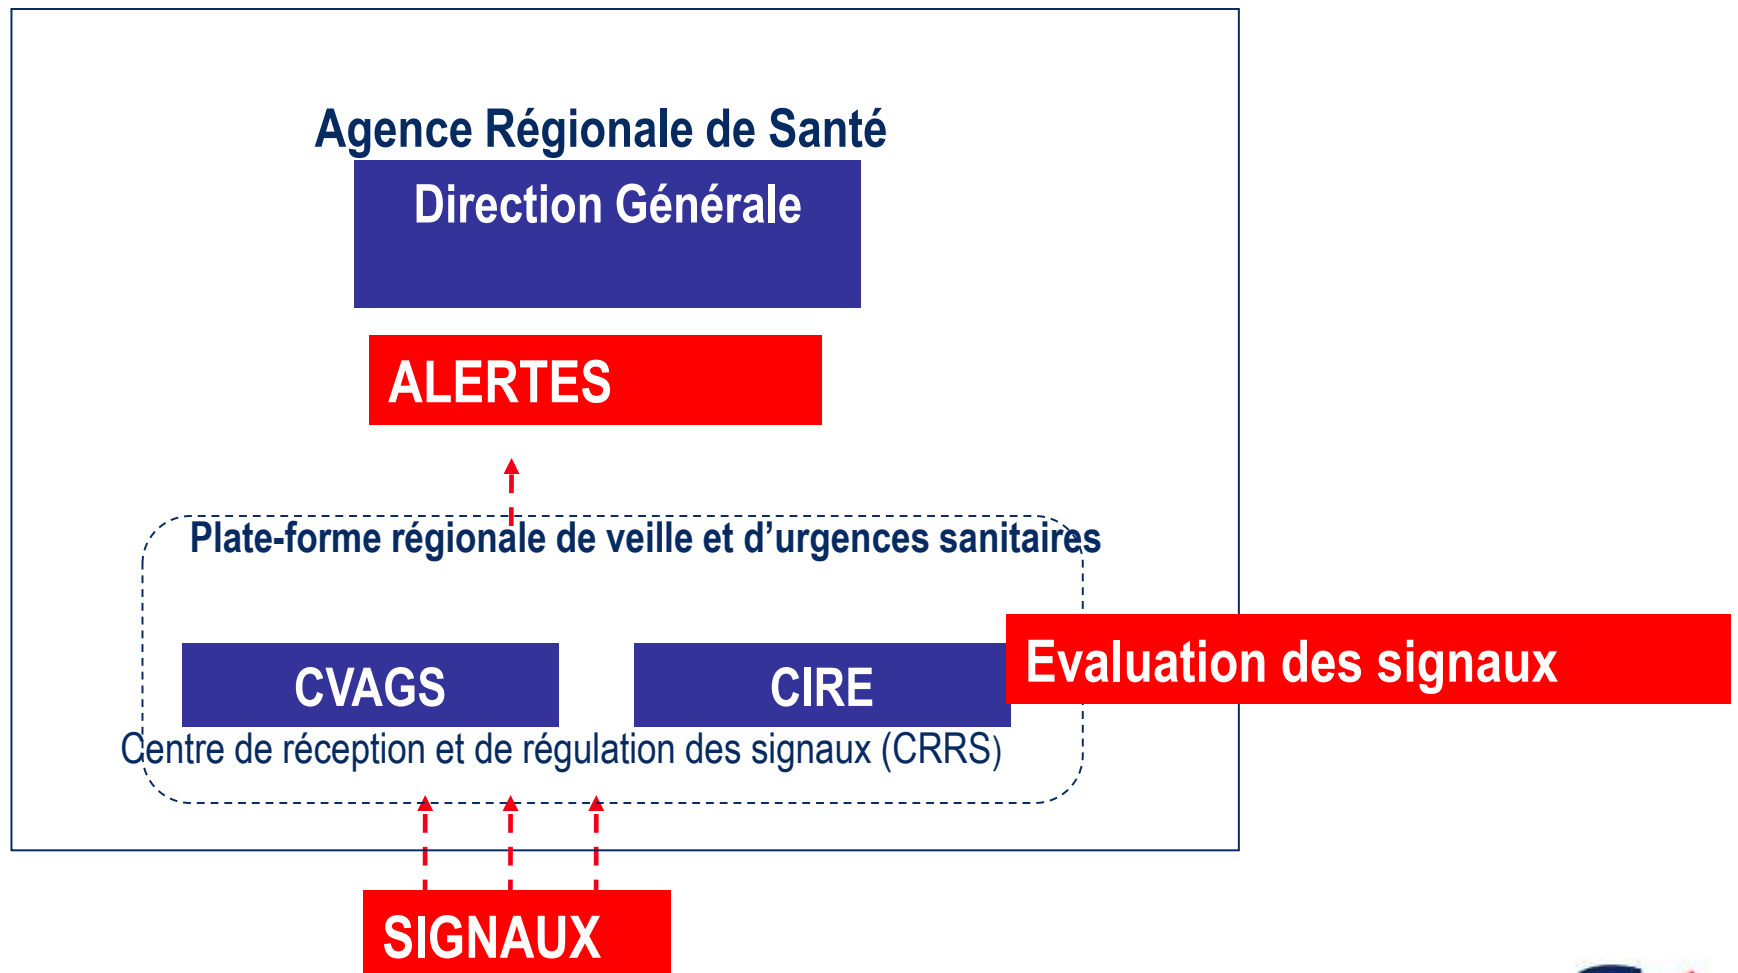 Agence Régionale de Santé
Direction Générale
ALERTES
Plate-forme régionale de veille et d’urgences sanitaires
Evaluation des signaux
CVAGS
CIRE
Centre de réception et de régulation des signaux (CRRS)
SIGNAUX